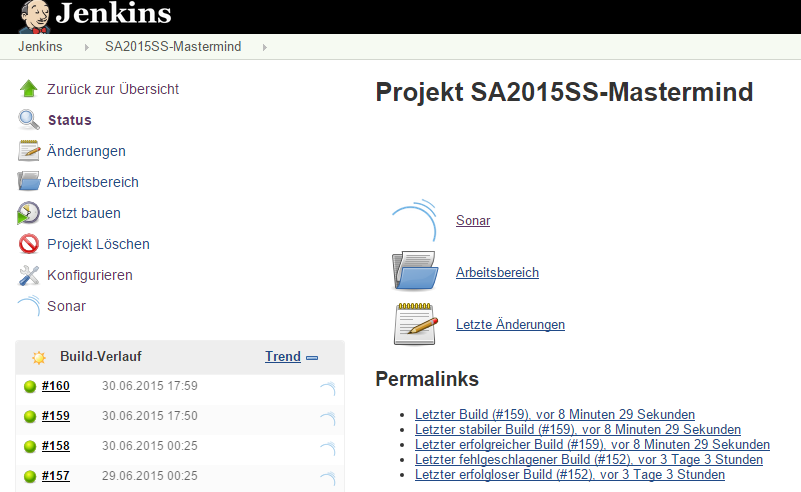 Jenkins
Jenkins SA2015SS-Mastermind
Zurück zur Übersicht
Status
Änderungen
Arbeitsbereich
Jetzt bauen
Projekt Löschen
Konfigurieren
Sonar
Build-Verlauf Trend
#160 30.06.2015 17:59
#159 30.06.2015 17:50
#158 30.06.2015 00:25
#157 29.06.2015 00:25
Projekt SA2015SS-Mastermind
Sonar
Arbeitsbereich
Letzte Änderungen
Permalinks
Letzter Build (#159), vor 8 Minuten 29 Sekunden
Letzter stabiler Build (#159), vor 8 Minuten 29 Sekunden
Letzter erfolgreicher Build (#159), vor 8 Minuten 29 Sekunden
Letzter fehlgeschlagener Build (#152), vor 3 Tage 3 Stunden
Letzter erfolgloser Build (#152), vor 3 Tage 3 Stunden